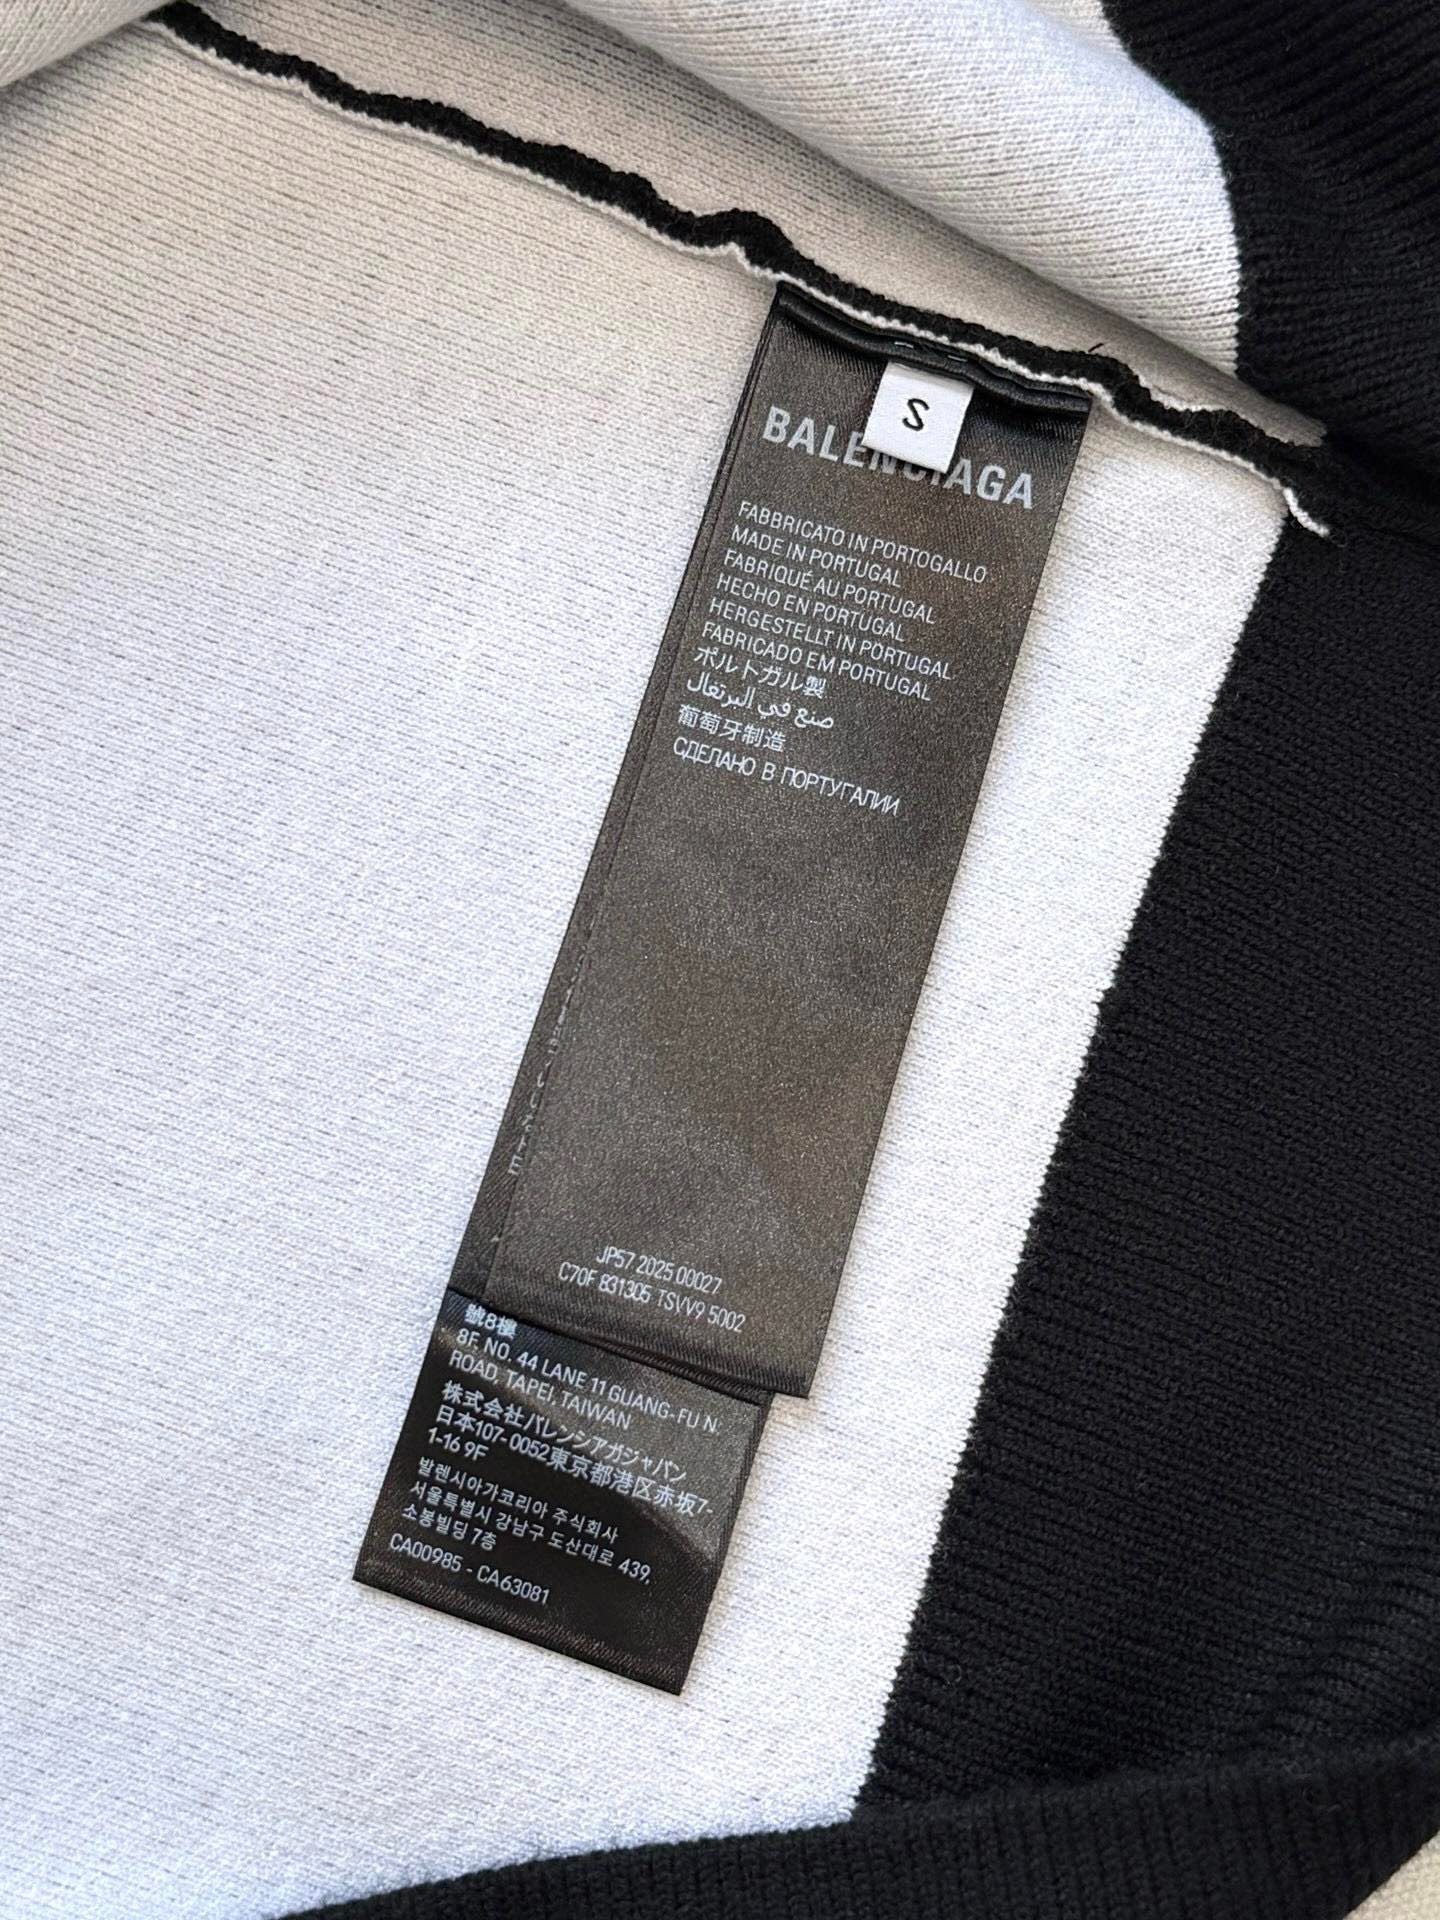 S
BALENCIAGA
FABBRICATO IN PORTOGALLO
MADE IN PORTUGAL
FABRIQUÉ AU PORTUGAL
HECHO EN PORTUGAL
HERGESTELLT IN PORTUGAL
FABRICADO EM PORTUGAL
ポルトガル製
صنع في البرتغال
葡萄牙制造
СДЕЛАНО В ПОРТУГАЛИИ
JP57 2025 00027
C70F B31305 TSVV9 5002
號8樓
8F, NO. 44 LANE 11 GUANG-FU N.
ROAD, TAPEI, TAIWAN
株式会社バレンシアガジャパン
日本107-0052東京都港区赤坂7-
1-16 9F
발렌시아가코리아 주식회사
서울특별시 강남구 도산대로 439,
소봉빌딩 7층
CA00985 - CA63081